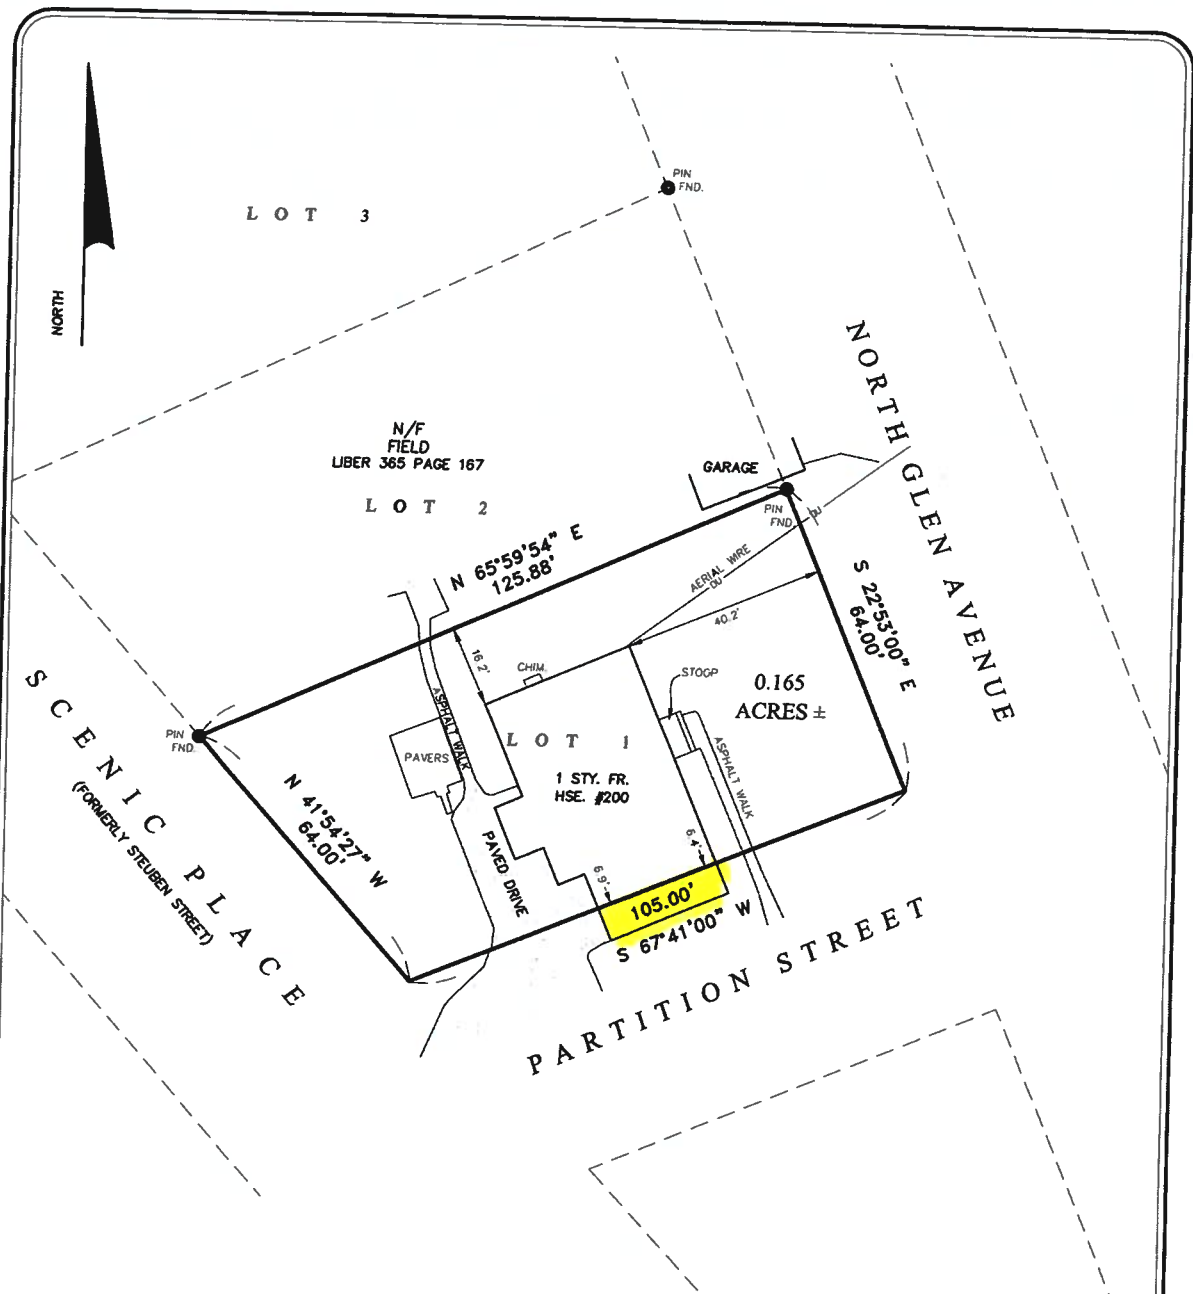 PIN
FND.
LOT 3
NORTH
N/F
FIELD
LIBER 365 PAGE 167
LOT 2
GARAGE
NORTH GLEN AVENUE
PIN
FND.
N 65°59'54" E
125.88'
AERIAL WIRE
OU
OU
40.2'
S 22°53'00" E
64.00'
16.2'
CHIM.
STOOP
0.165
ACRES ±
SCENIC PLACE
(FORMERLY STEUBEN STREET)
PIN
FND.
ASPHALT WALK
PAVERS
LOT 1
1 STY. FR.
HSE. #200
ASPHALT WALK
N 41°54'27" W
64.00'
PAVED DRIVE
6.9'
6.4'
105.00'
S 67°41'00" W
PARTITION STREET